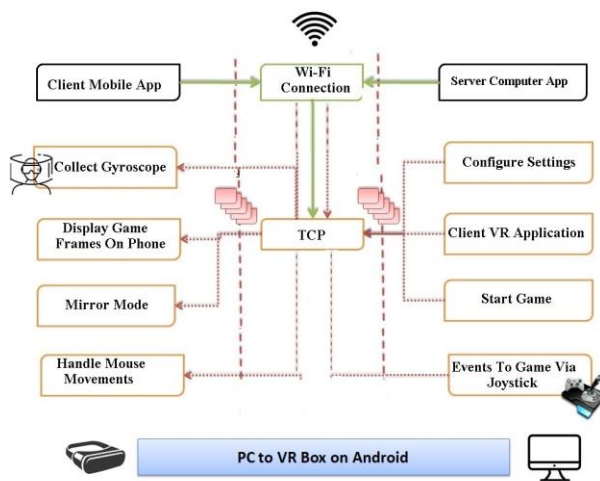 Client Mobile App
Wi-Fi
Connection
Server Computer App
Collect Gyroscope
Configure Settings
Display Game
Frames On Phone
TCP
Client VR Application
Mirror Mode
Start Game
Handle Mouse
Movements
Events To Game Via
Joystick
PC to VR Box on Android